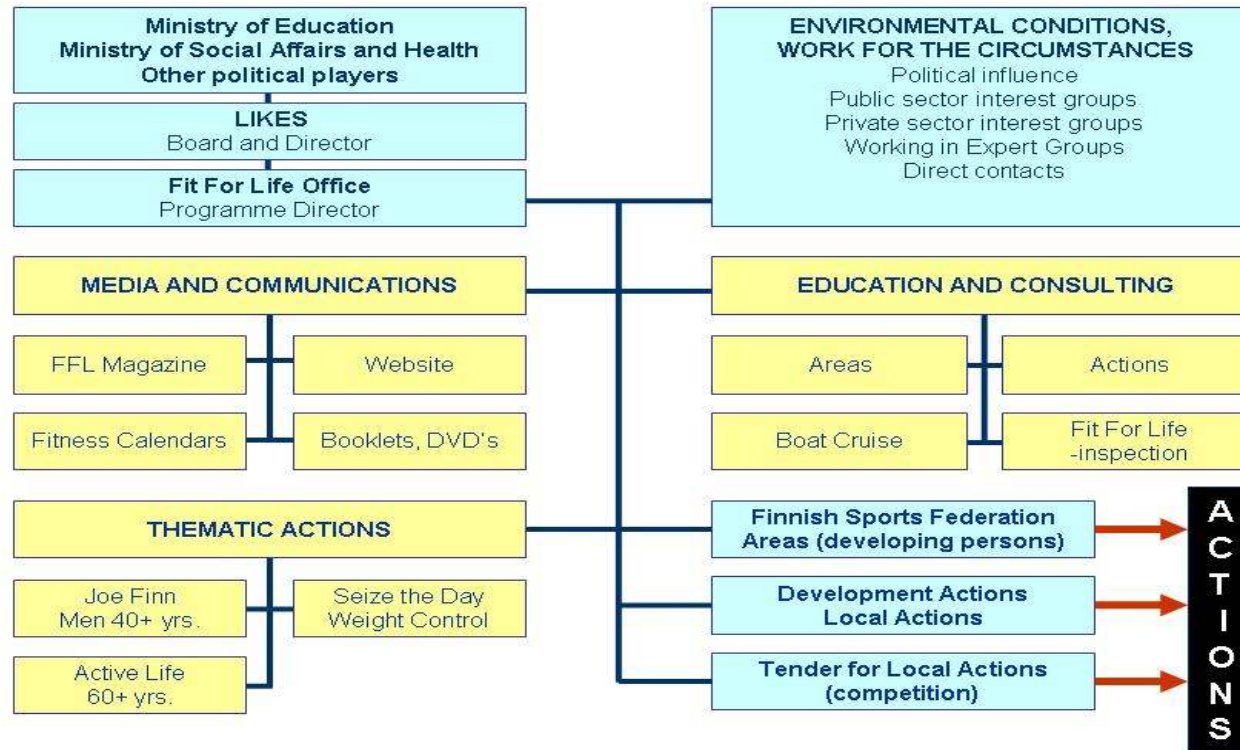 Ministry of Education
Ministry of Social Affairs and Health
Other political players
LIKES
Board and Director
Fit For Life Office
Programme Director
ENVIRONMENTAL CONDITIONS,
WORK FOR THE CIRCUMSTANCES
Political influence
Public sector interest groups
Private sector interest groups
Working in Expert Groups
Direct contacts
MEDIA AND COMMUNICATIONS
FFL Magazine
Website
Fitness Calendars
Booklets, DVD's
EDUCATION AND CONSULTING
Areas
Actions
Boat Cruise
Fit For Life
-inspection
THEMATIC ACTIONS
Joe Finn
Men 40+ yrs.
Seize the Day
Weight Control
Active Life
60+ yrs.
Finnish Sports Federation
Areas (developing persons)
Development Actions
Local Actions
Tender for Local Actions
(competition)
ACTIONS